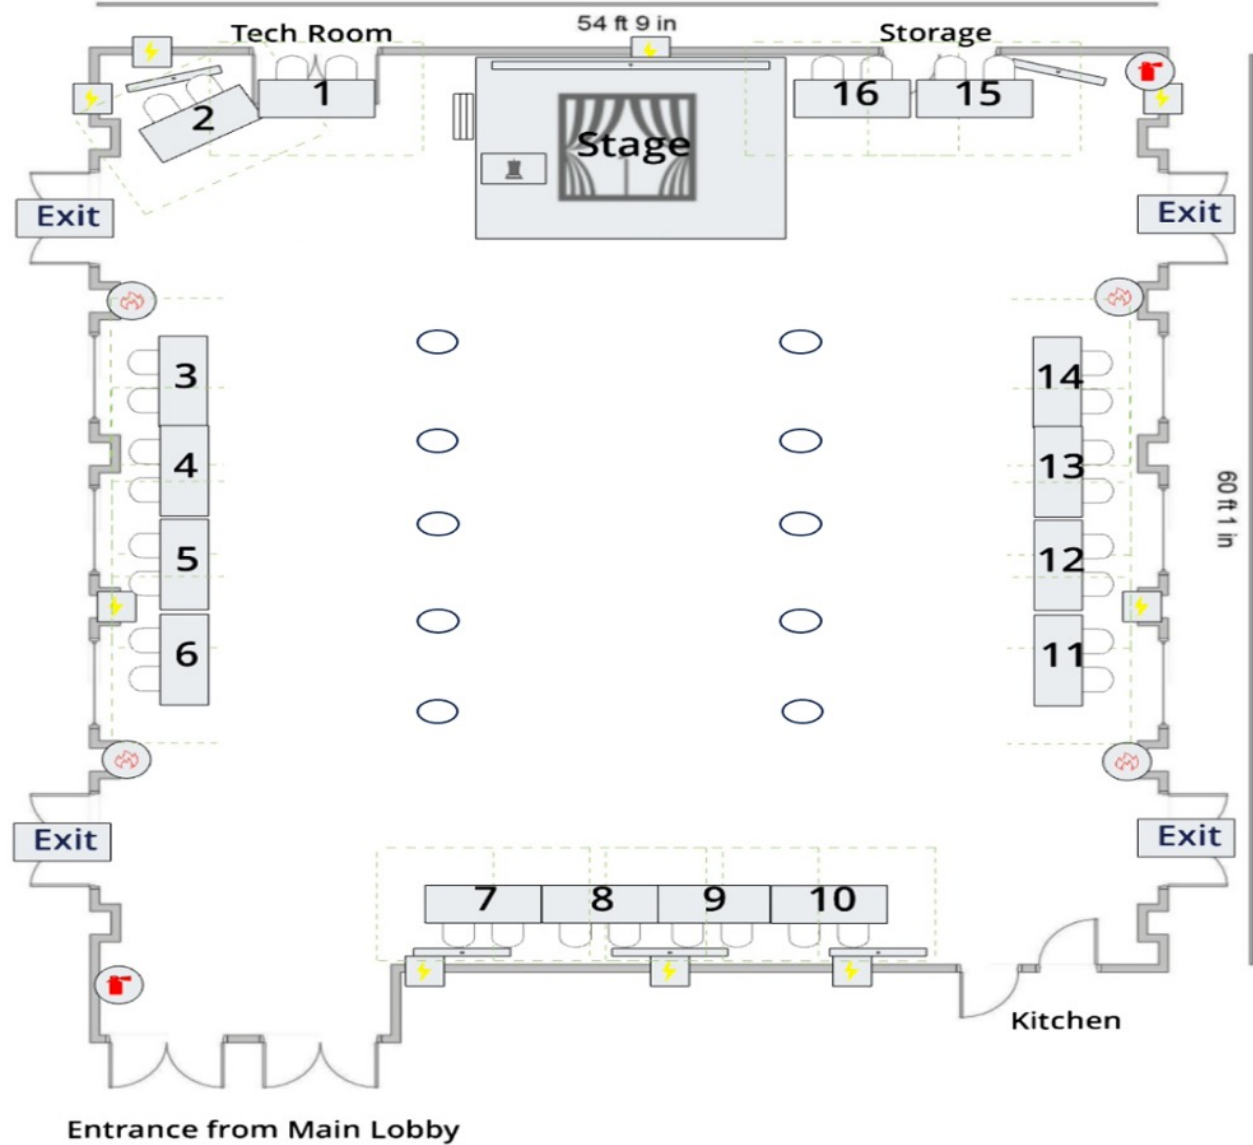 54 ft 9 in
Tech Room
Storage
1
2
16
15
Stage
Exit
Exit
3
14
4
13
5
12
60 ft 1 in
6
11
Exit
Exit
7
8
9
10
Kitchen
Entrance from Main Lobby